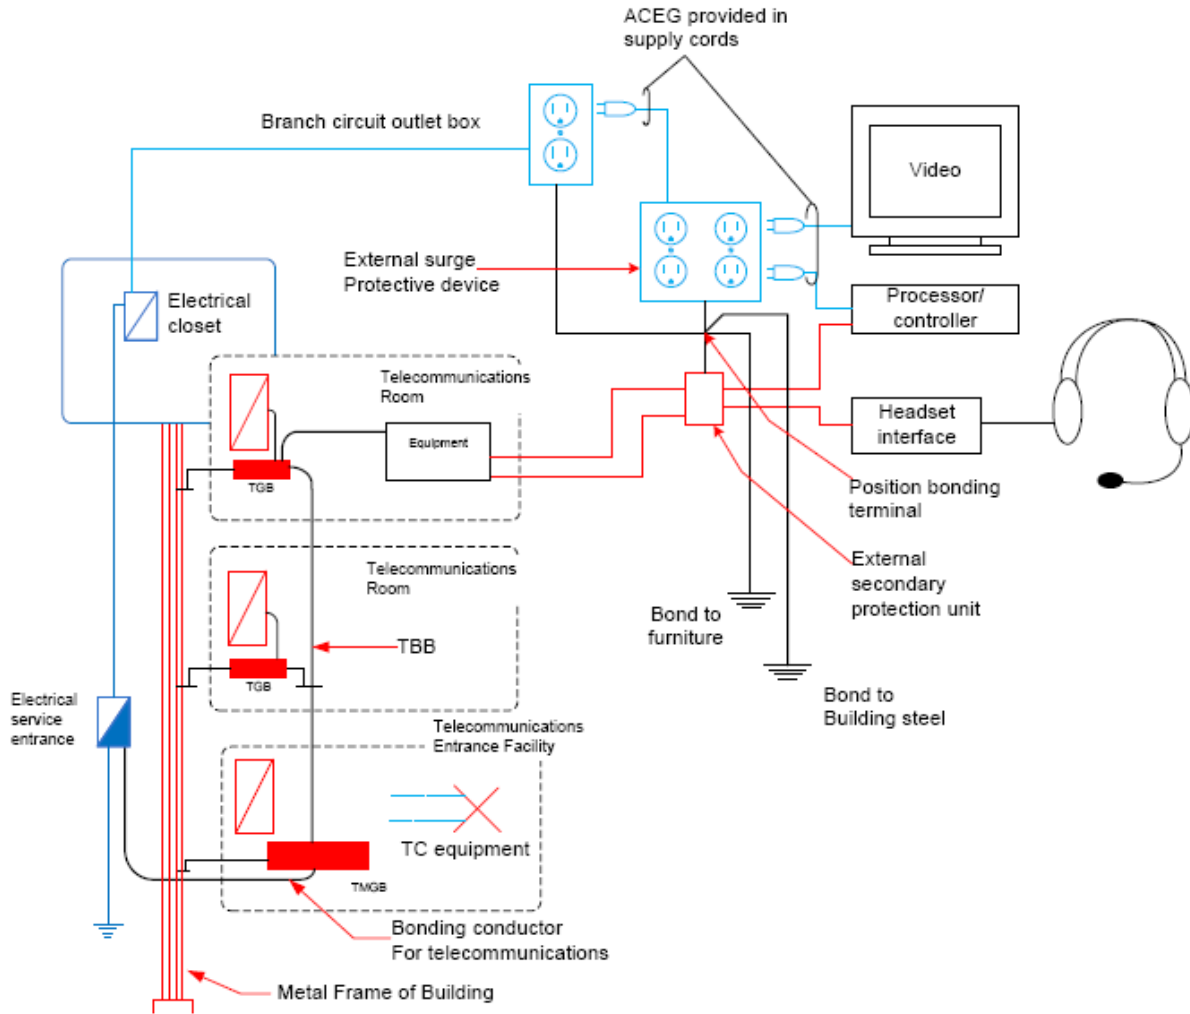 ACEG provided in
supply cords
Branch circuit outlet box
Video
External surge
Protective device
Electrical
closet
Processor/
controller
Telecommunications
Room
Equipment
Headset
interface
TGB
Position bonding
terminal
External
secondary
protection unit
Telecommunications
Room
Bond to
furniture
TBB
TGB
Electrical
service
entrance
Bond to
Building steel
Telecommunications
Entrance Facility
TC equipment
TMGB
Bonding conductor
For telecommunications
Metal Frame of Building